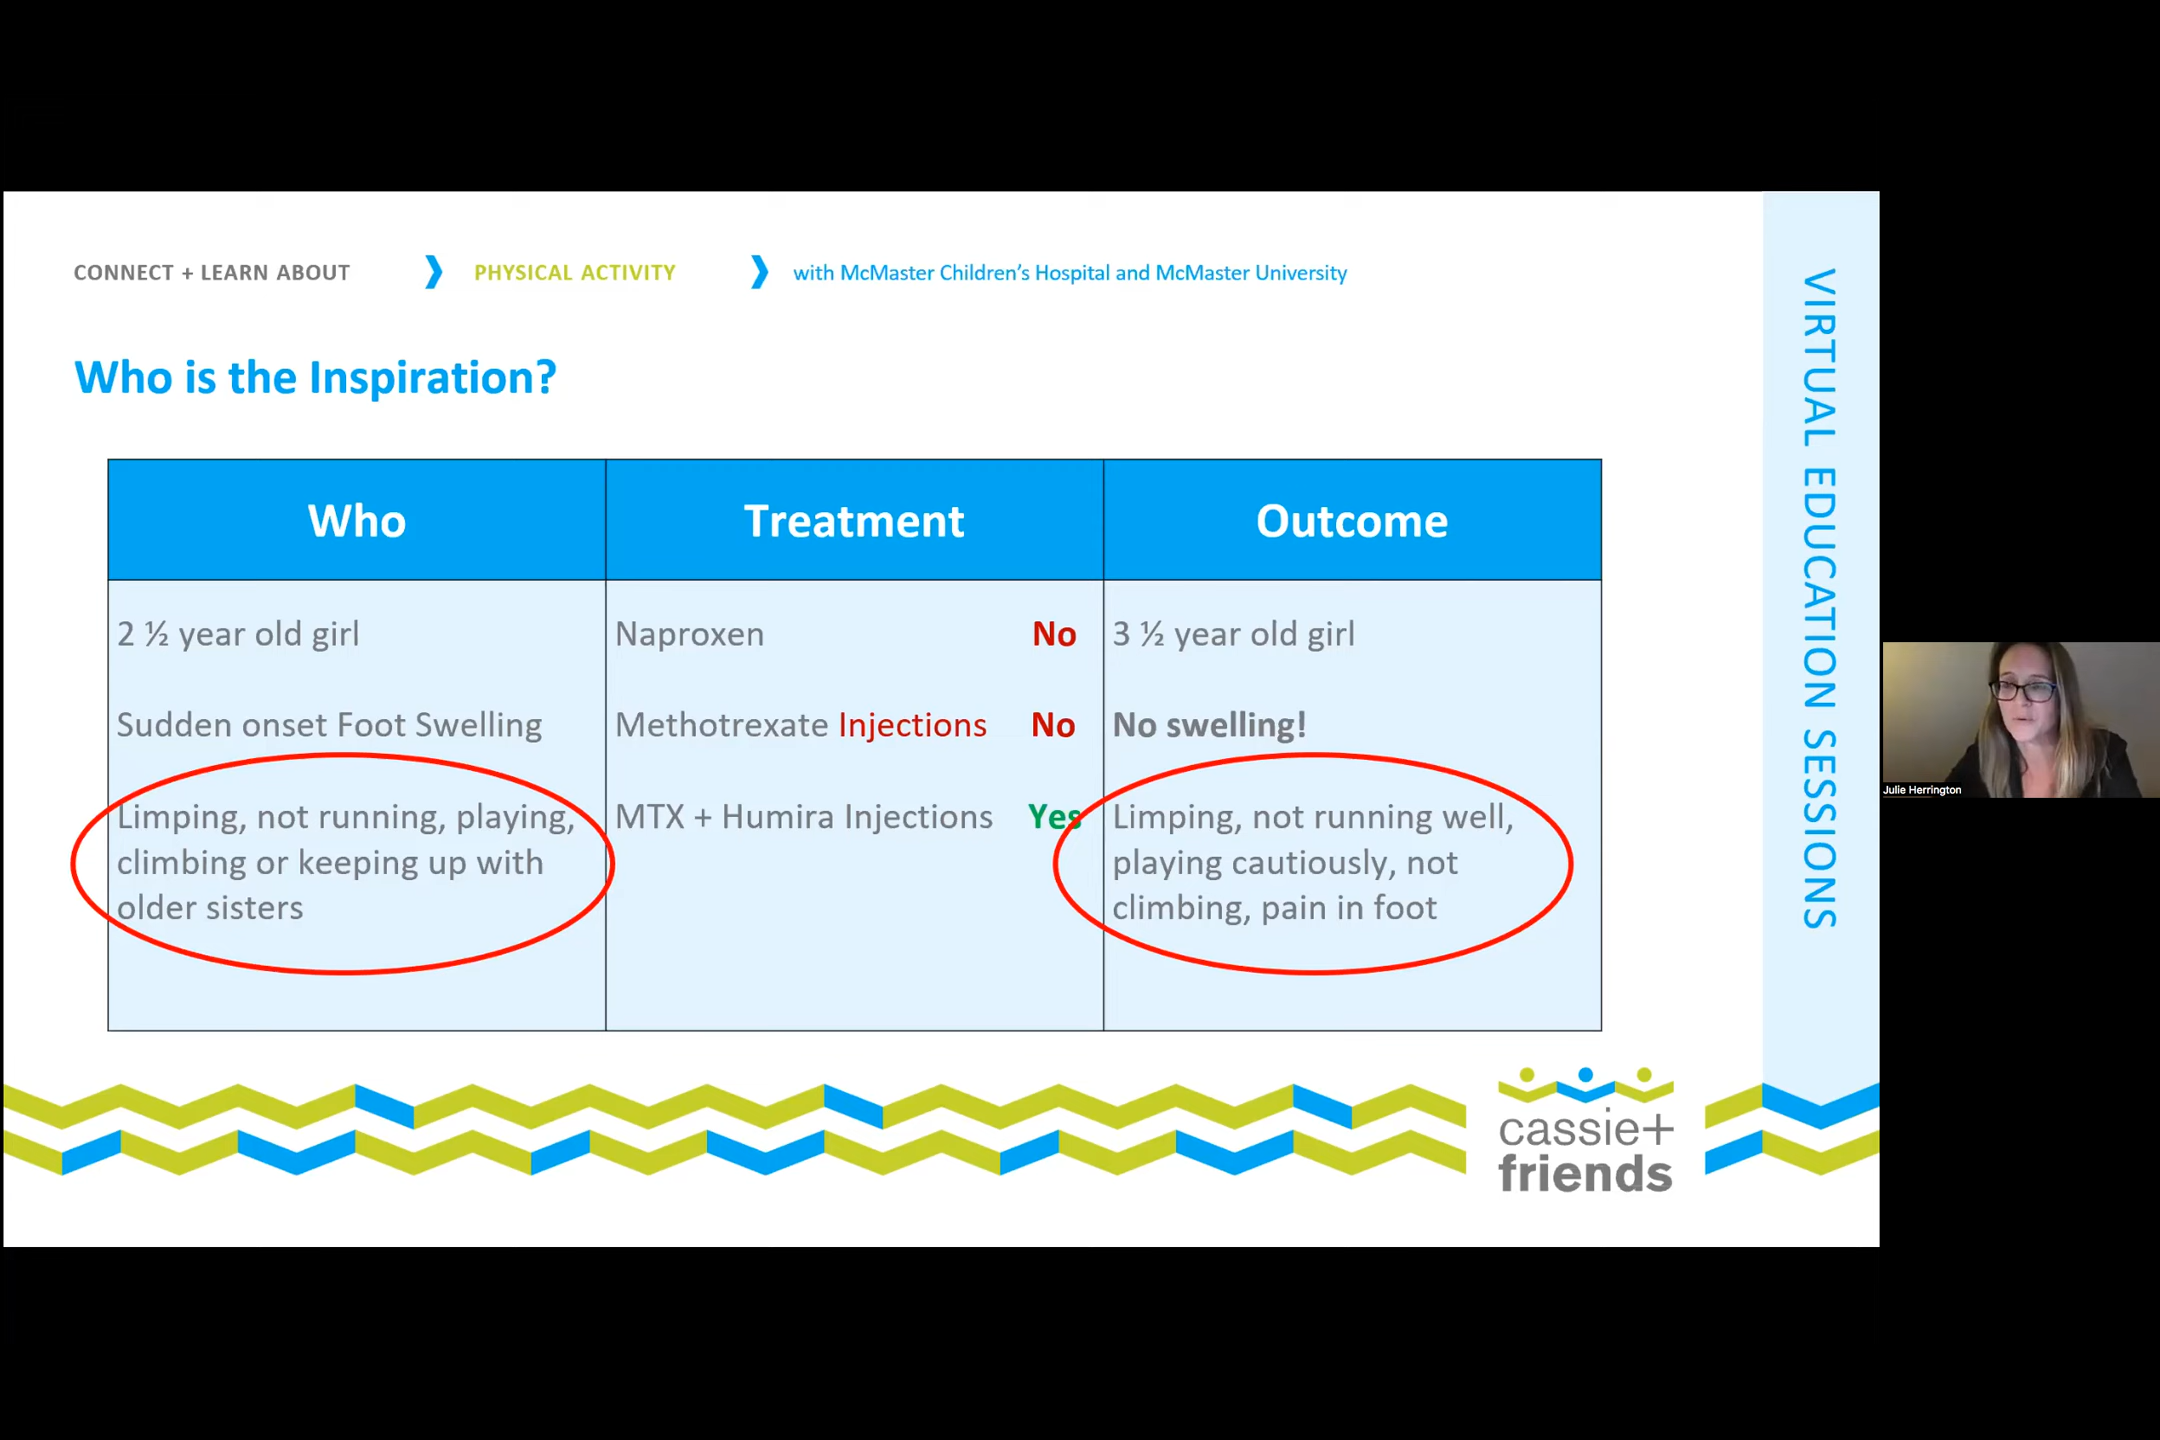 CONNECT + LEARN ABOUT
PHYSICAL ACTIVITY
with McMaster Children's Hospital and McMaster University
Who is the Inspiration?
Who
Treatment
Outcome
2 ½ year old girl
Sudden onset Foot Swelling
Limping, not running, playing,
climbing or keeping up with
older sisters
Naproxen No
Methotrexate Injections No
MTX + Humira Injections Yes
3 ½ year old girl
No swelling!
Limping, not running well,
playing cautiously, not
climbing, pain in foot
cassie+
friends
VIRTUAL EDUCATION SESSIONS
Julie Herrington